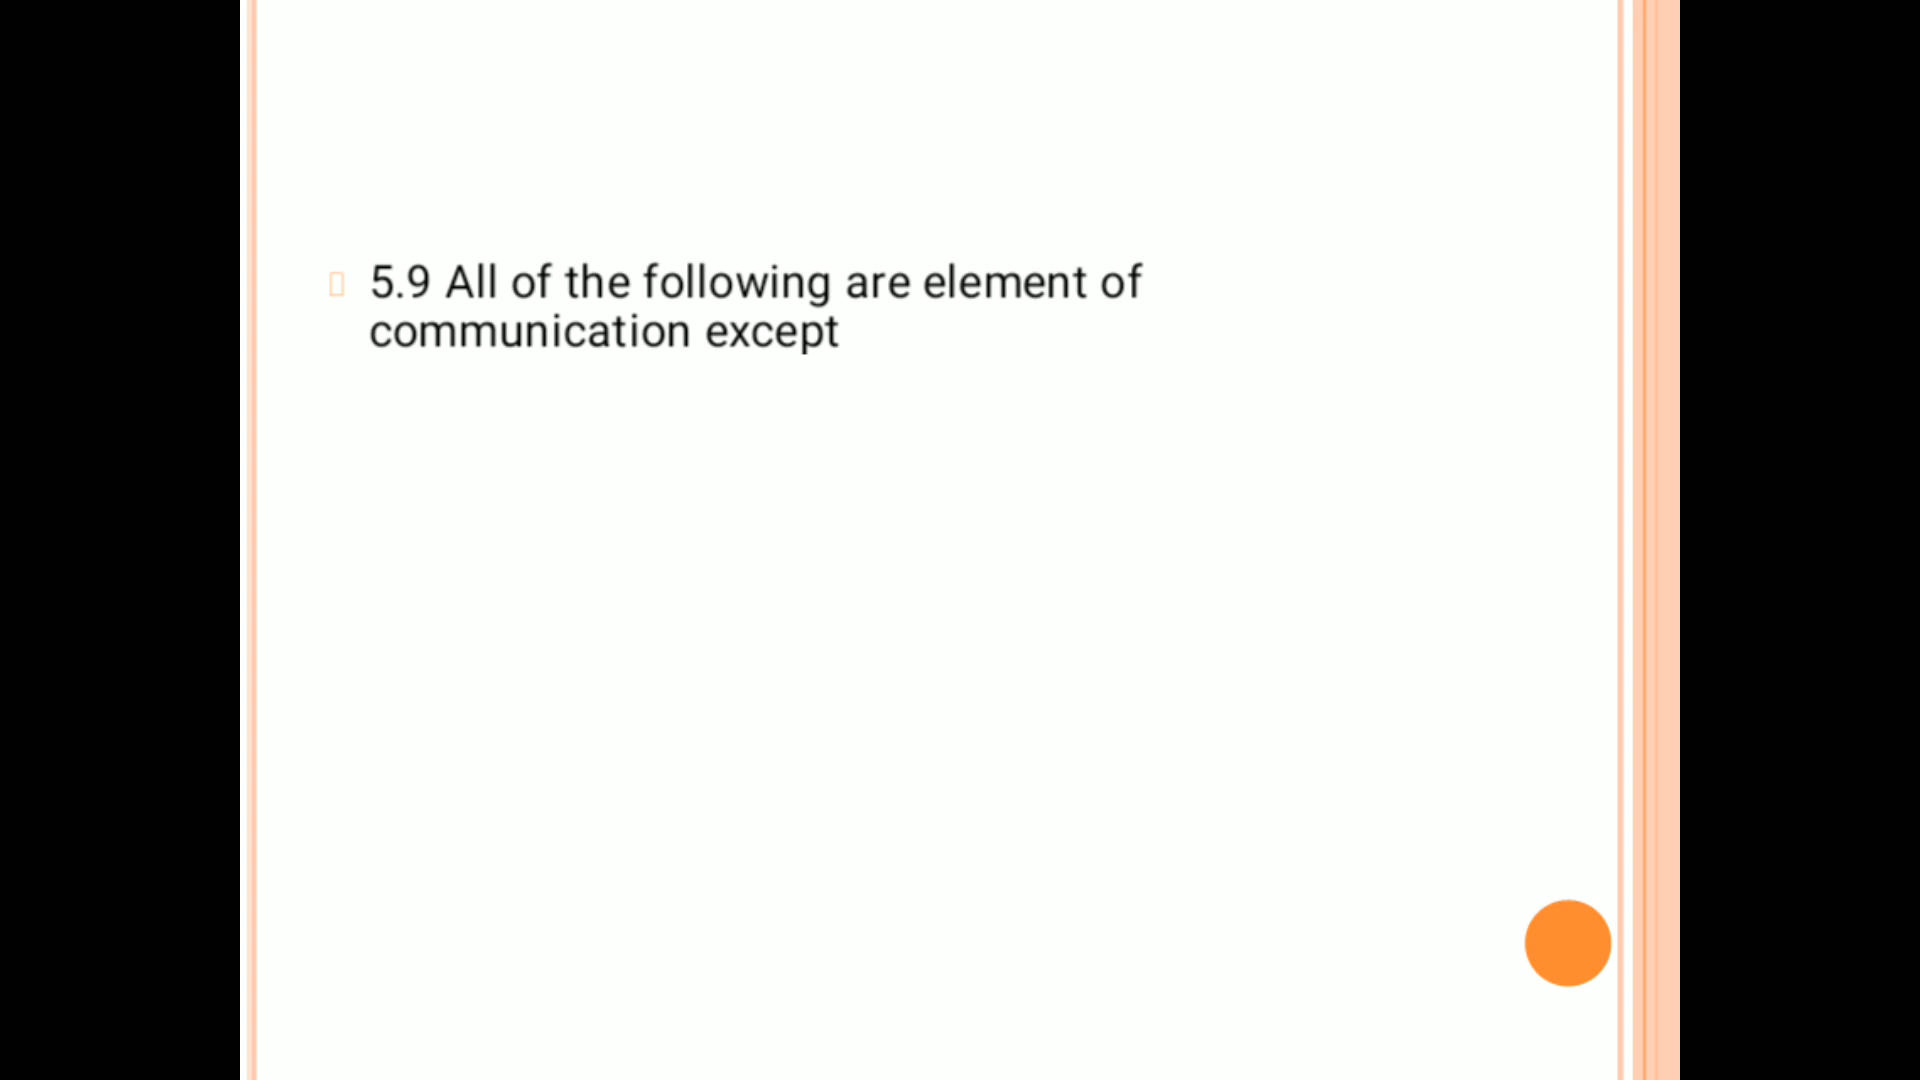 5.9 All of the following are element of
communication except